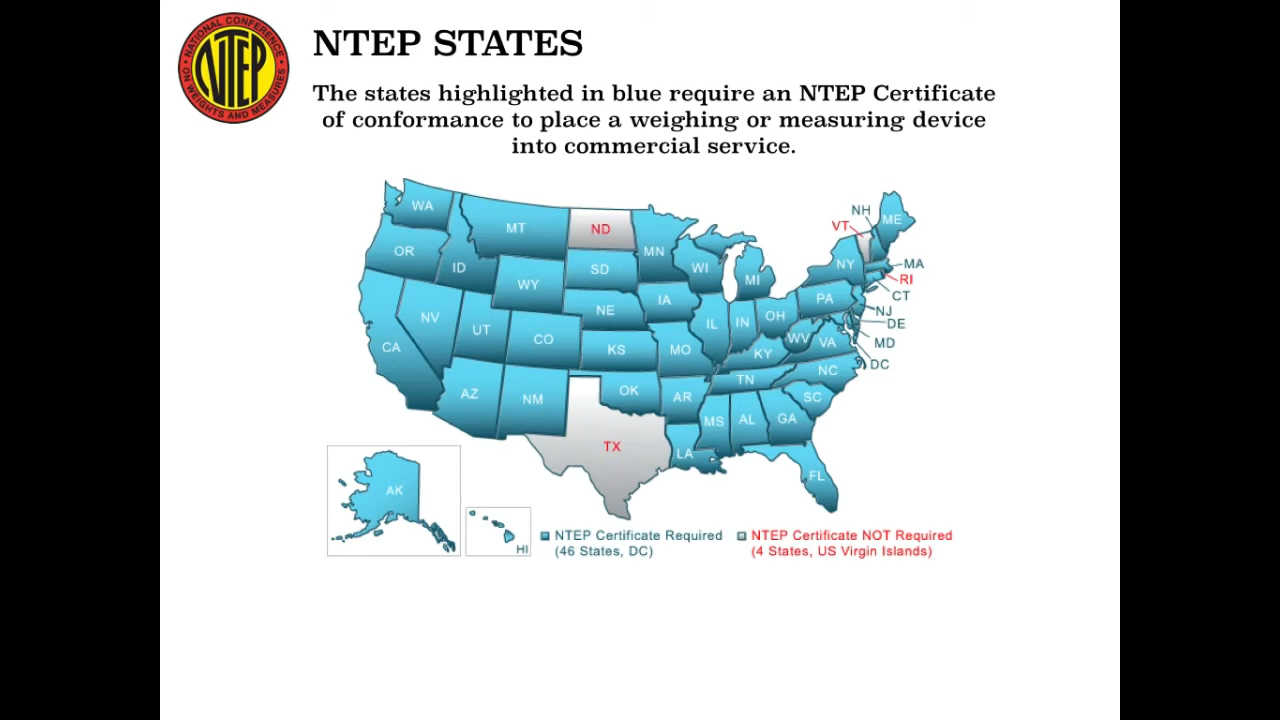 NATIONAL CONFERENCE
NTEP
ON WEIGHTS AND MEASURES
NTEP STATES
The states highlighted in blue require an NTEP Certificate
of conformance to place a weighing or measuring device
into commercial service.
WA
MT
ND
MN
OR
ID
SD
WI
MI
NY
VT
NH
ME
MA
RI
CT
WY
NE
IA
PA
NJ
DE
MD
DC
NV
UT
CO
KS
MO
IL
IN
OH
WV
VA
KY
CA
AZ
NM
OK
AR
TN
NC
SC
MS
AL
GA
TX
LA
FL
AK
HI
NTEP Certificate Required
(46 States, DC)
NTEP Certificate NOT Required
(4 States, US Virgin Islands)